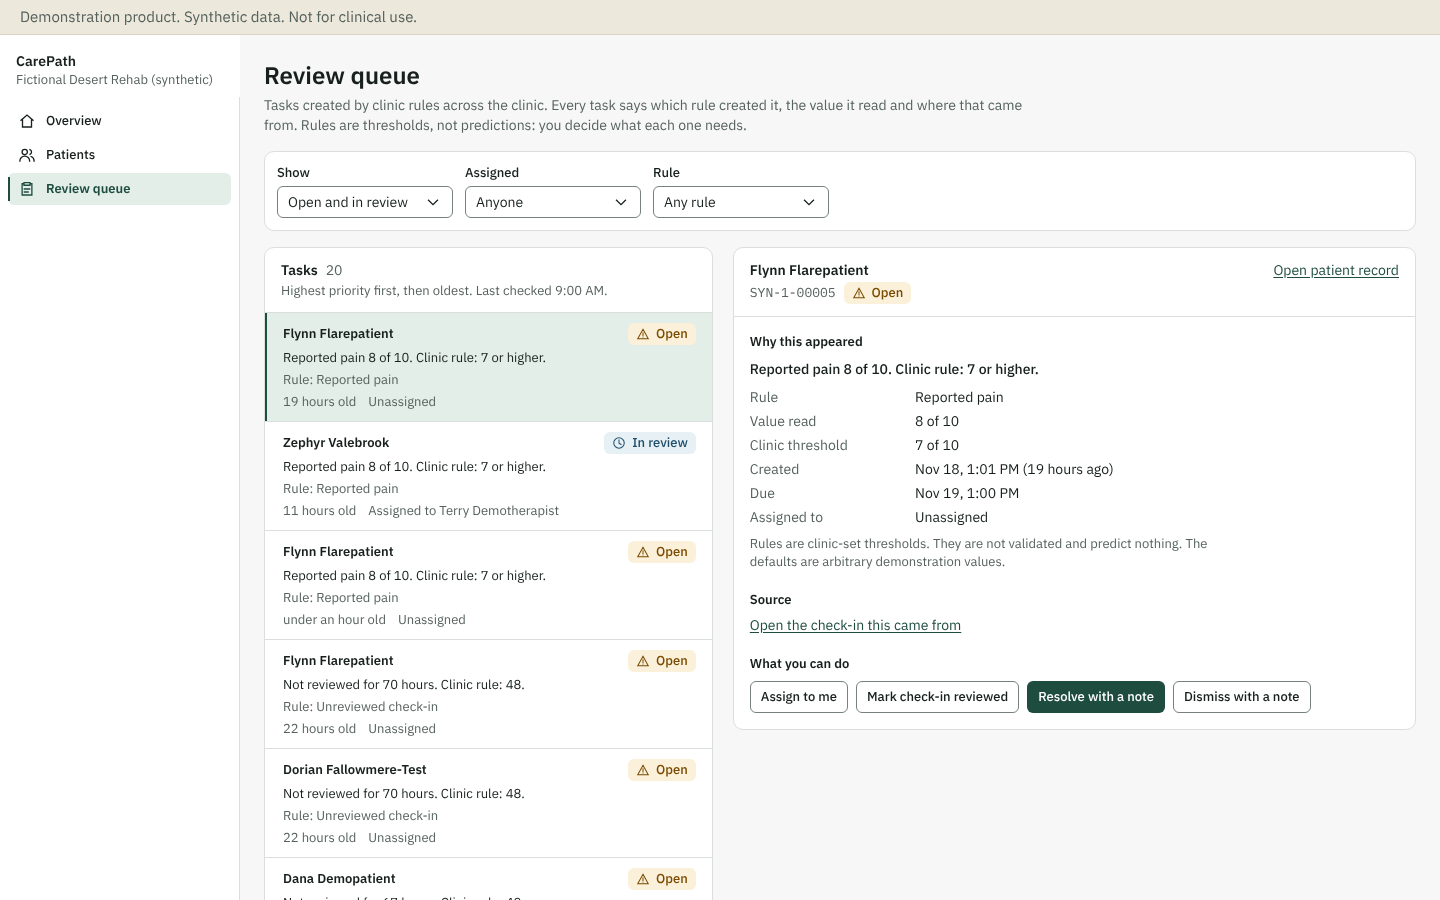 Demonstration product. Synthetic data. Not for clinical use.
CarePath
Fictional Desert Rehab (synthetic)
Overview
Patients
Review queue
Review queue
Tasks created by clinic rules across the clinic. Every task says which rule created it, the value it read and where that came
from. Rules are thresholds, not predictions: you decide what each one needs.
Show
Open and in review
Assigned
Anyone
Rule
Any rule
Tasks 20
Highest priority first, then oldest. Last checked 9:00 AM.
Flynn Flarepatient
Open
Reported pain 8 of 10. Clinic rule: 7 or higher.
Rule: Reported pain
19 hours old Unassigned
Zephyr Valebrook
In review
Reported pain 8 of 10. Clinic rule: 7 or higher.
Rule: Reported pain
11 hours old Assigned to Terry Demotherapist
Flynn Flarepatient
Open
Reported pain 8 of 10. Clinic rule: 7 or higher.
Rule: Reported pain
under an hour old Unassigned
Flynn Flarepatient
Open
Not reviewed for 70 hours. Clinic rule: 48.
Rule: Unreviewed check-in
22 hours old Unassigned
Dorian Fallowmere-Test
Open
Not reviewed for 70 hours. Clinic rule: 48.
Rule: Unreviewed check-in
22 hours old Unassigned
Dana Demopatient
Open
Flynn Flarepatient
Open patient record
SYN-1-00005
Open
Why this appeared
Reported pain 8 of 10. Clinic rule: 7 or higher.
Rule Reported pain
Value read 8 of 10
Clinic threshold 7 of 10
Created Nov 18, 1:01 PM (19 hours ago)
Due Nov 19, 1:00 PM
Assigned to Unassigned
Rules are clinic-set thresholds. They are not validated and predict nothing. The
defaults are arbitrary demonstration values.
Source
Open the check-in this came from
What you can do
Assign to me
Mark check-in reviewed
Resolve with a note
Dismiss with a note